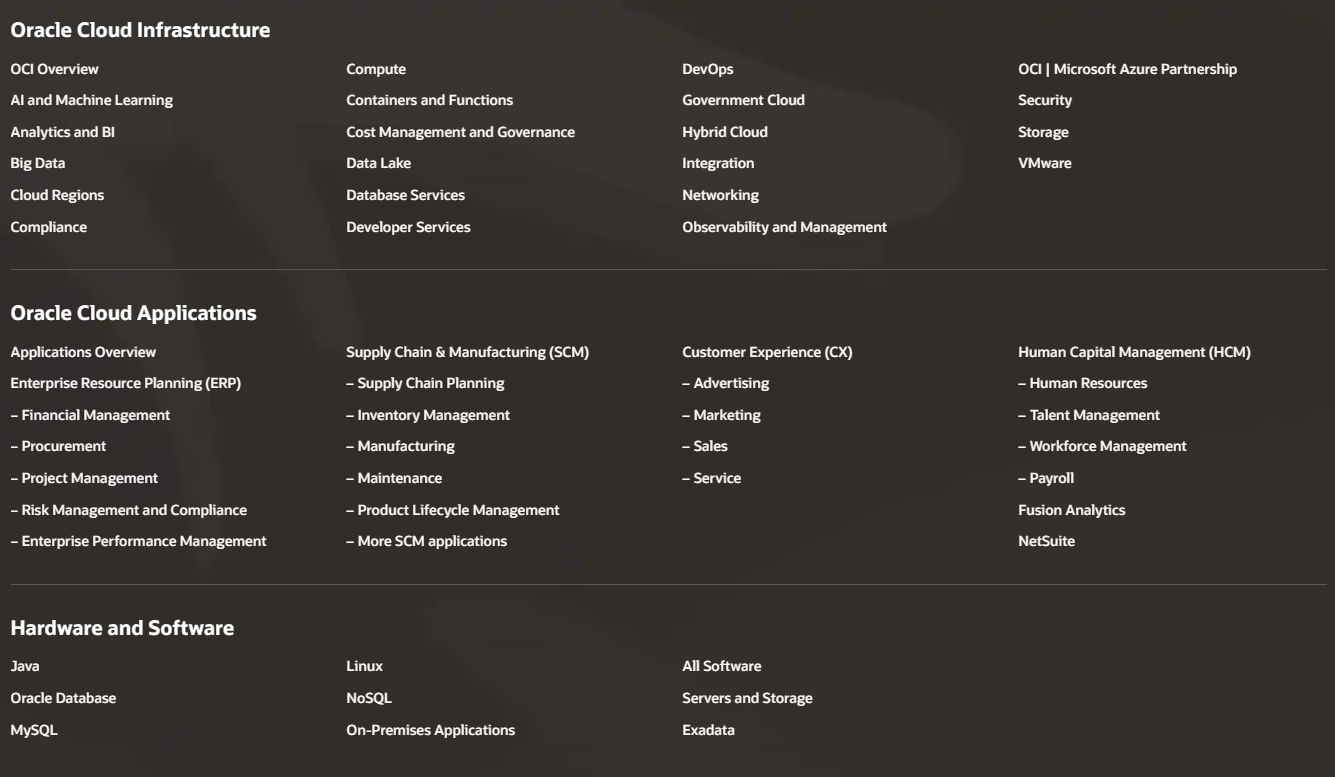 Oracle Cloud Infrastructure
OCI Overview
AI and Machine Learning
Analytics and BI
Big Data
Cloud Regions
Compliance
Compute
Containers and Functions
Cost Management and Governance
Data Lake
Database Services
Developer Services
DevOps
Government Cloud
Hybrid Cloud
Integration
Networking
Observability and Management
OCI | Microsoft Azure Partnership
Security
Storage
VMware
Oracle Cloud Applications
Applications Overview
Enterprise Resource Planning (ERP)
– Financial Management
– Procurement
– Project Management
– Risk Management and Compliance
– Enterprise Performance Management
Supply Chain & Manufacturing (SCM)
– Supply Chain Planning
– Inventory Management
– Manufacturing
– Maintenance
– Product Lifecycle Management
– More SCM applications
Customer Experience (CX)
– Advertising
– Marketing
– Sales
– Service
Human Capital Management (HCM)
– Human Resources
– Talent Management
– Workforce Management
– Payroll
Fusion Analytics
NetSuite
Hardware and Software
Java
Oracle Database
MySQL
Linux
NoSQL
On-Premises Applications
All Software
Servers and Storage
Exadata